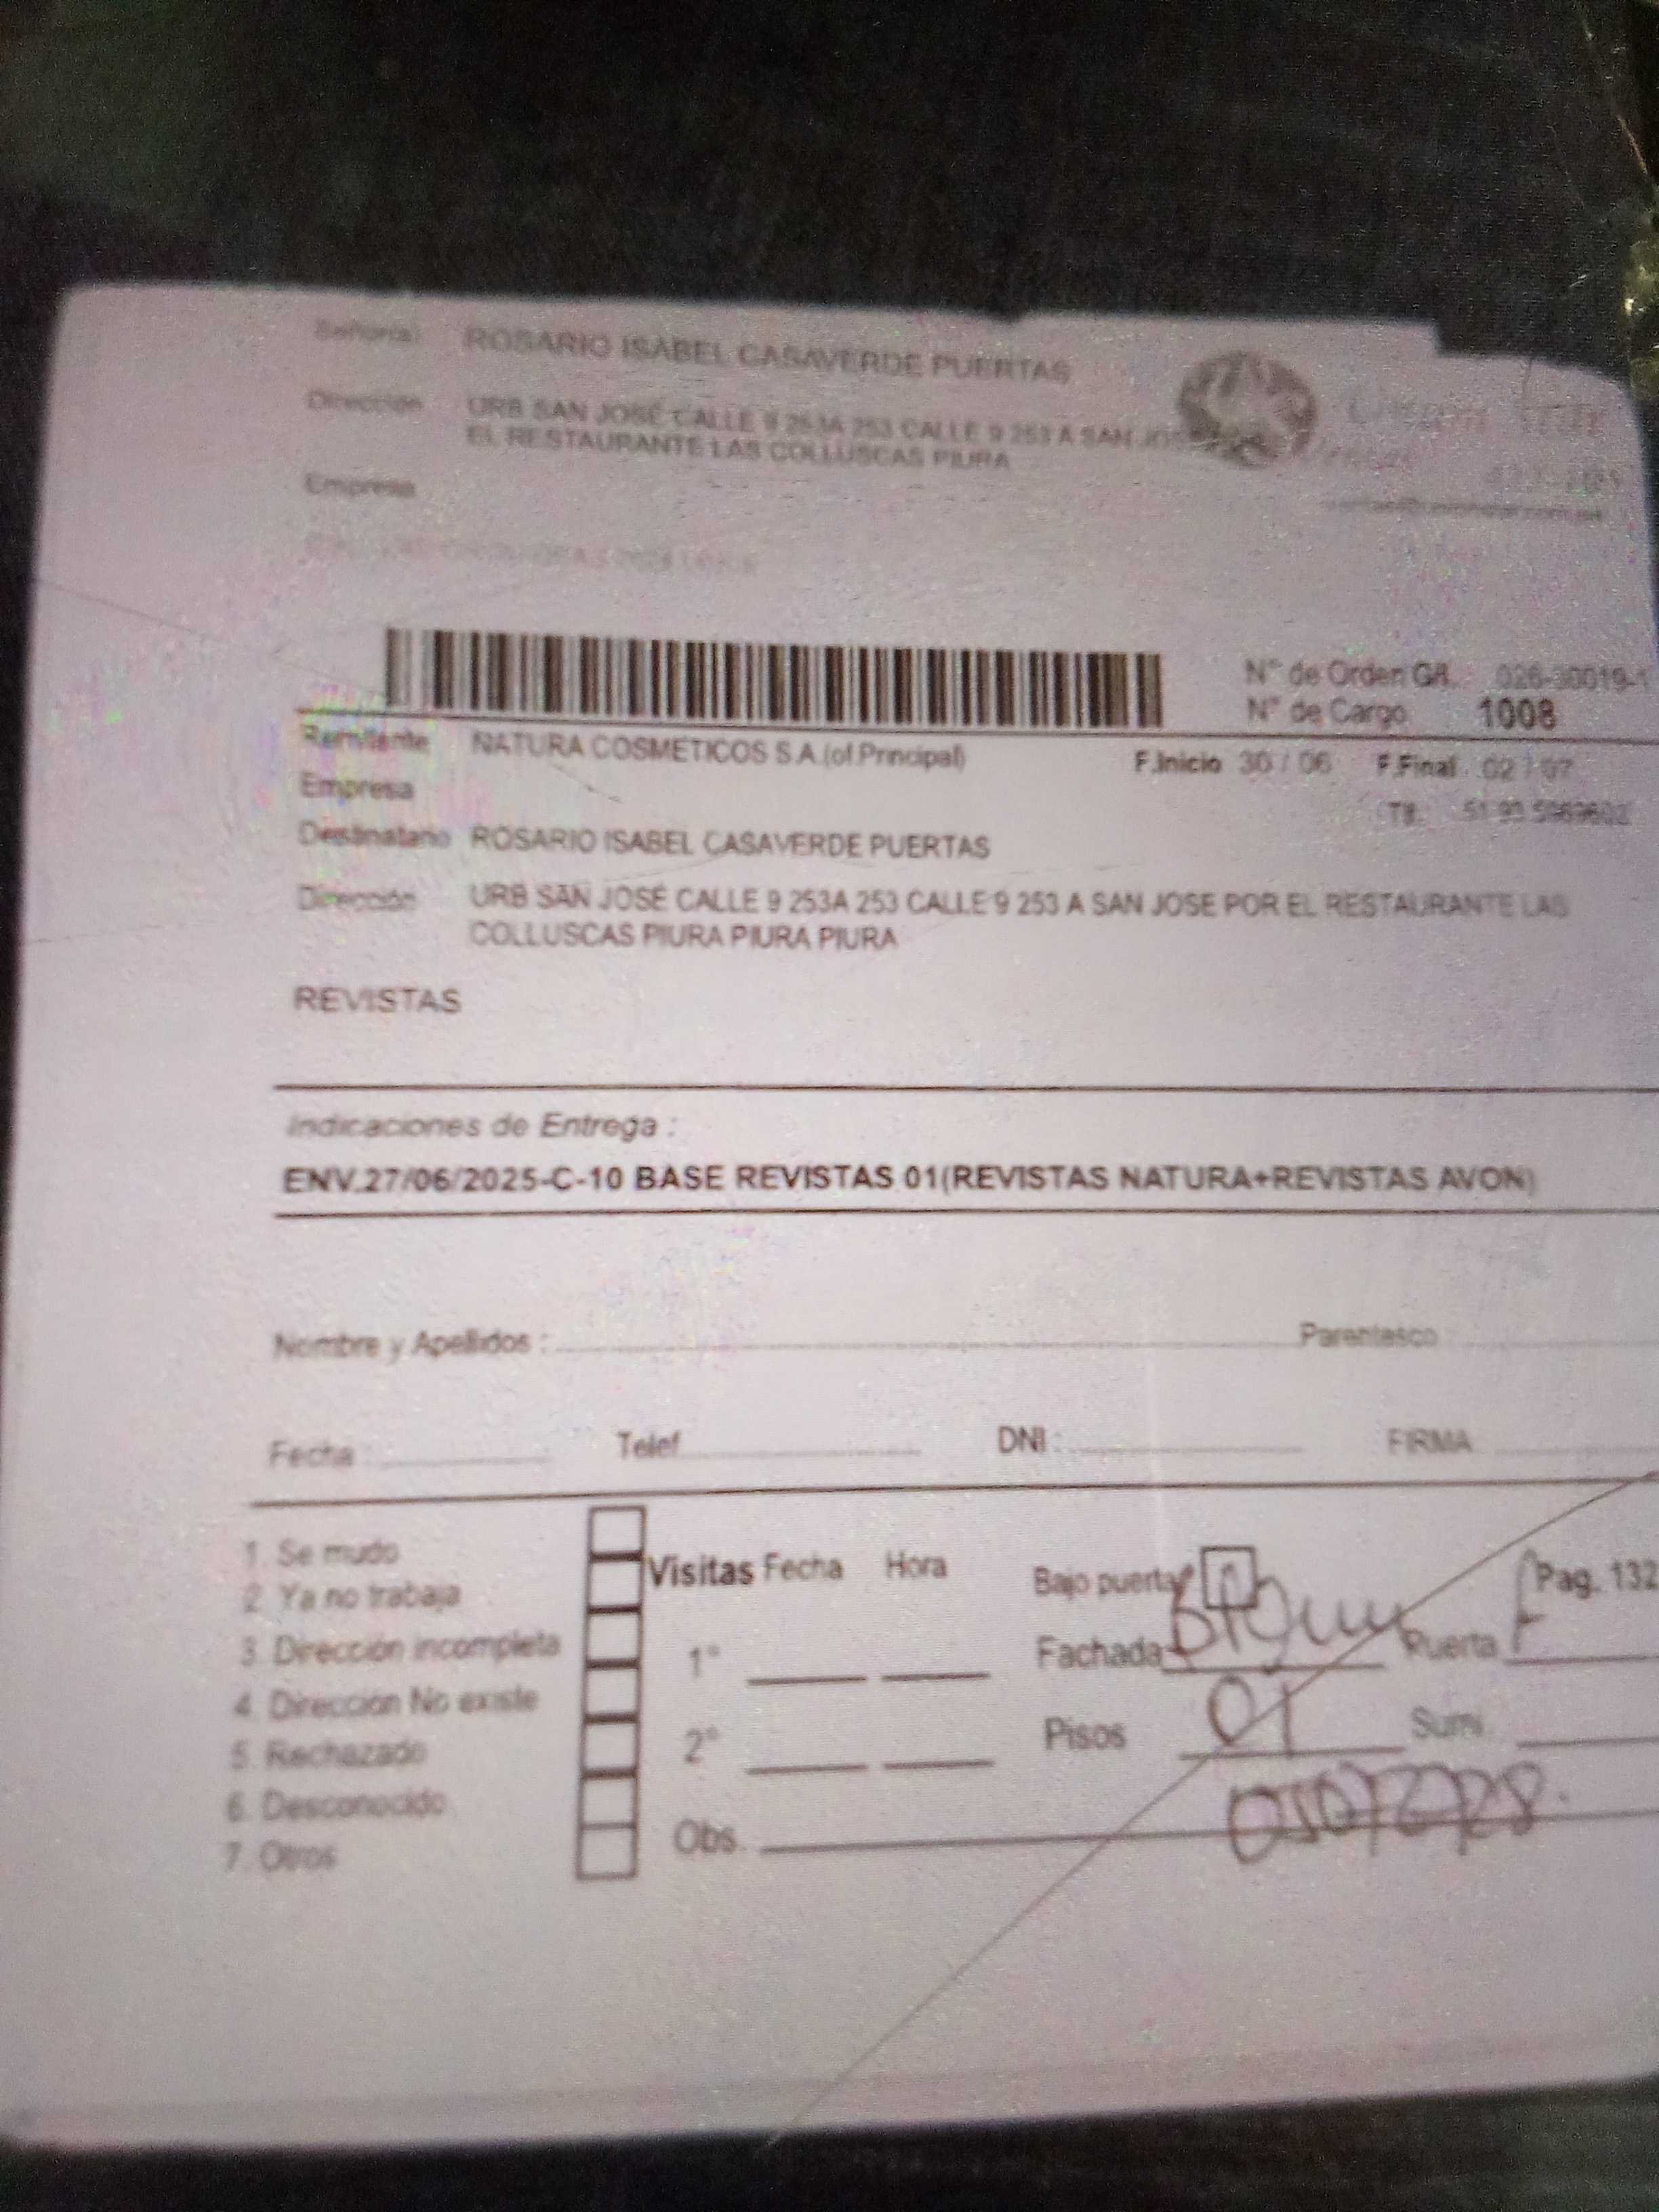 Señor(a): ROSARIO ISABEL CASAVERDE PUERTAS
Dirección URB SAN JOSÉ CALLE 9 253A 253 CALLE 9 253 A SAN JOSE
EL RESTAURANTE LAS COLLUSCAS PIURA
Empresa
N° de Orden GR. 026-30019-1
N° de Cargo 1008
Remitente NATURA COSMETICOS S.A.(of.Principal) F.Inicio 30 / 06 F.Final 02 / 07
Empresa
Destinatario ROSARIO ISABEL CASAVERDE PUERTAS
Dirección URB SAN JOSÉ CALLE 9 253A 253 CALLE 9 253 A SAN JOSE POR EL RESTAURANTE LAS
COLLUSCAS PIURA PIURA PIURA
REVISTAS
Indicaciones de Entrega :
ENV.27/06/2025-C-10 BASE REVISTAS 01(REVISTAS NATURA+REVISTAS AVON)
Nombre y Apellidos : Parentesco
Fecha : Telef DNI : FIRMA
1. Se mudo
2. Ya no trabaja
3. Dirección incompleta
4. Dirección No existe
5. Rechazado
6. Desconocido
7. Otros
Visitas Fecha Hora
1°
2°
Obs.
Bajo puerta Pag. 132
Fachada Puerta F
Pisos 01 Sumi.